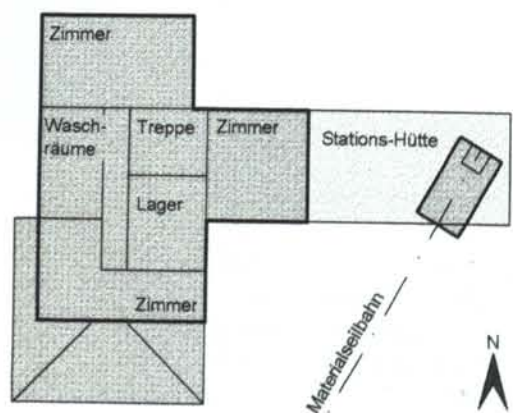 Zimmer
Wasch-
räume
Treppe
Zimmer
Stations-Hütte
Lager
Zimmer
Materialseilbahn
N